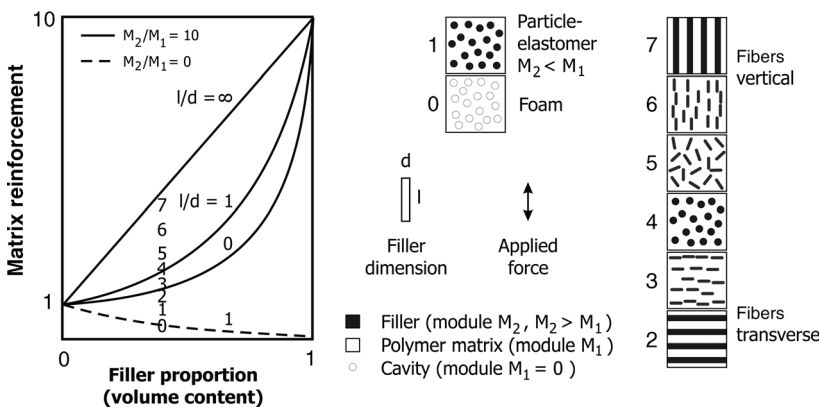 Matrix reinforcement
10
1
0
1
Filler proportion
(volume content)
M₂/M₁ = 10
M₂/M₁ = 0
l/d = ∞
l/d = 1
0
1
7
6
5
4
3
2
1
0
1
Particle-
elastomer
M₂ < M₁
0
Foam
d
l
Filler
dimension
Applied
force
Filler (module M₂, M₂ > M₁)
Polymer matrix (module M₁)
Cavity (module M₁ = 0)
7
Fibers
vertical
6
5
4
3
2
Fibers
transverse